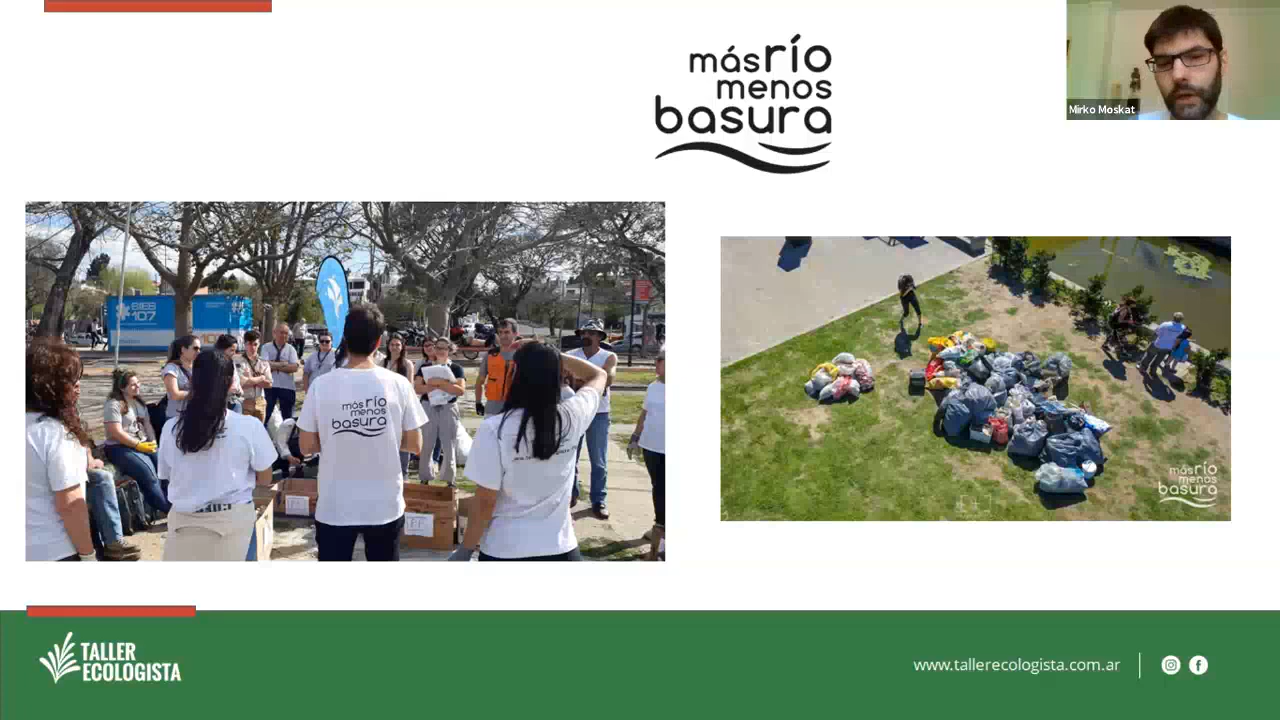 más río
menos
basura
Mirko Moskat
107
más río
menos
basura
más río
menos
basura
TALLER
ECOLOGISTA
www.tallerecologista.com.ar